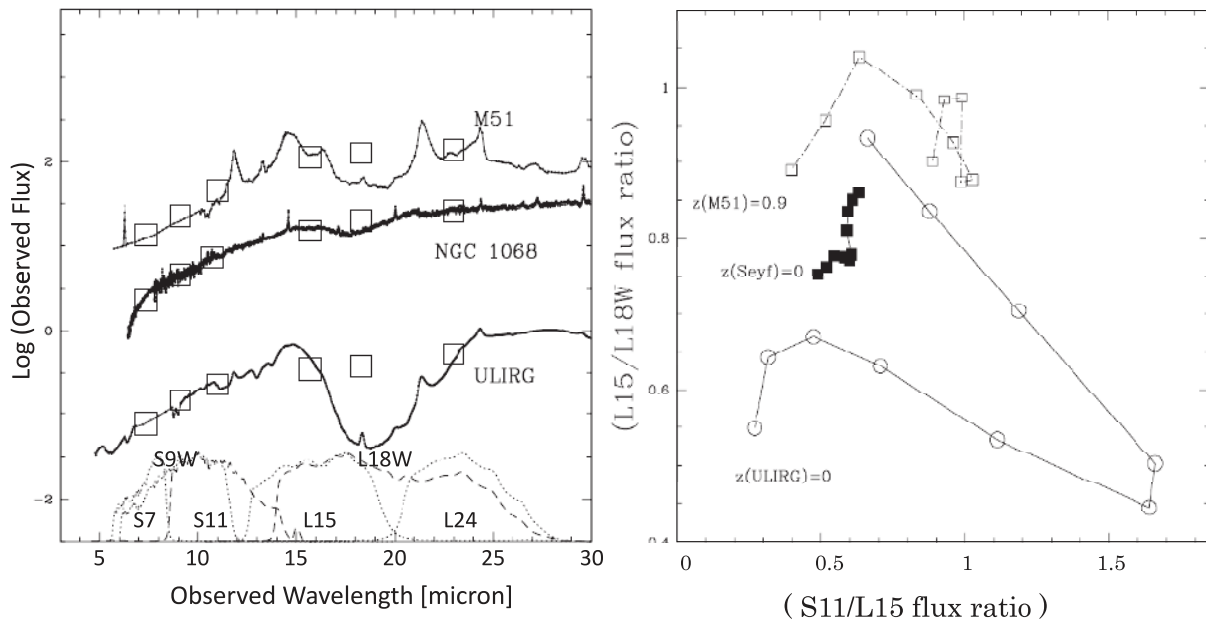 M51
NGC 1068
ULIRG
S9W
L18W
S7
S11
L15
L24
2
0
−2
5
10
15
20
25
30
Log (Observed Flux)
Observed Wavelength [micron]
1
0.8
0.6
0.4
z(M51)=0.9
z(Seyf)=0
z(ULIRG)=0
0
0.5
1
1.5
(L15/L18W flux ratio)
( S11/L15 flux ratio )